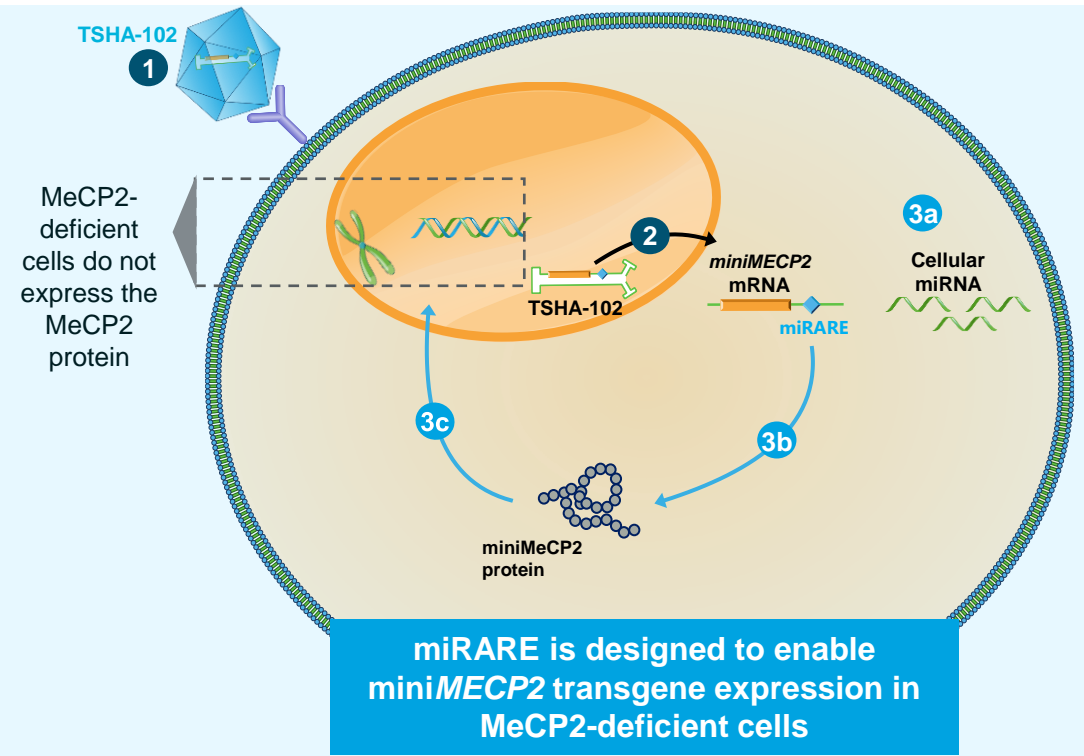 TSHA-102
1
MeCP2-
deficient
cells do not
express the
MeCP2
protein
2
TSHA-102
miniMECP2
mRNA
miRARE
3a
Cellular
miRNA
3c
3b
miniMeCP2
protein
miRARE is designed to enable
miniMECP2 transgene expression in
MeCP2-deficient cells